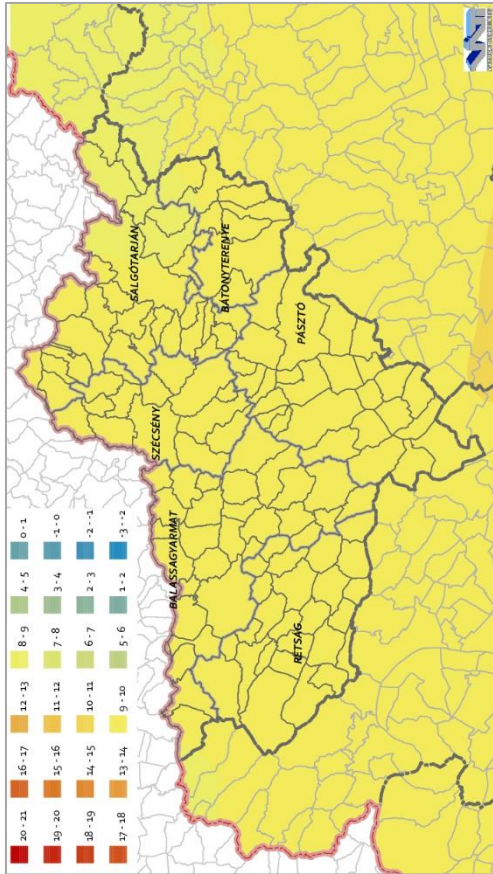 20 - 21 16 - 17 12 - 13 8 - 9 4 - 5 0 - 1
19 - 20 15 - 16 11 - 12 7 - 8 3 - 4 -1 - 0
18 - 19 14 - 15 10 - 11 6 - 7 2 - 3 -2 - -1
17 - 18 13 - 14 9 - 10 5 - 6 1 - 2 -3 - -2
SALGÓTARJÁN
SZÉCSÉNY
BALASSAGYARMAT
BÁTONYTERENYE
RÉTSÁG
PÁSZTÓ